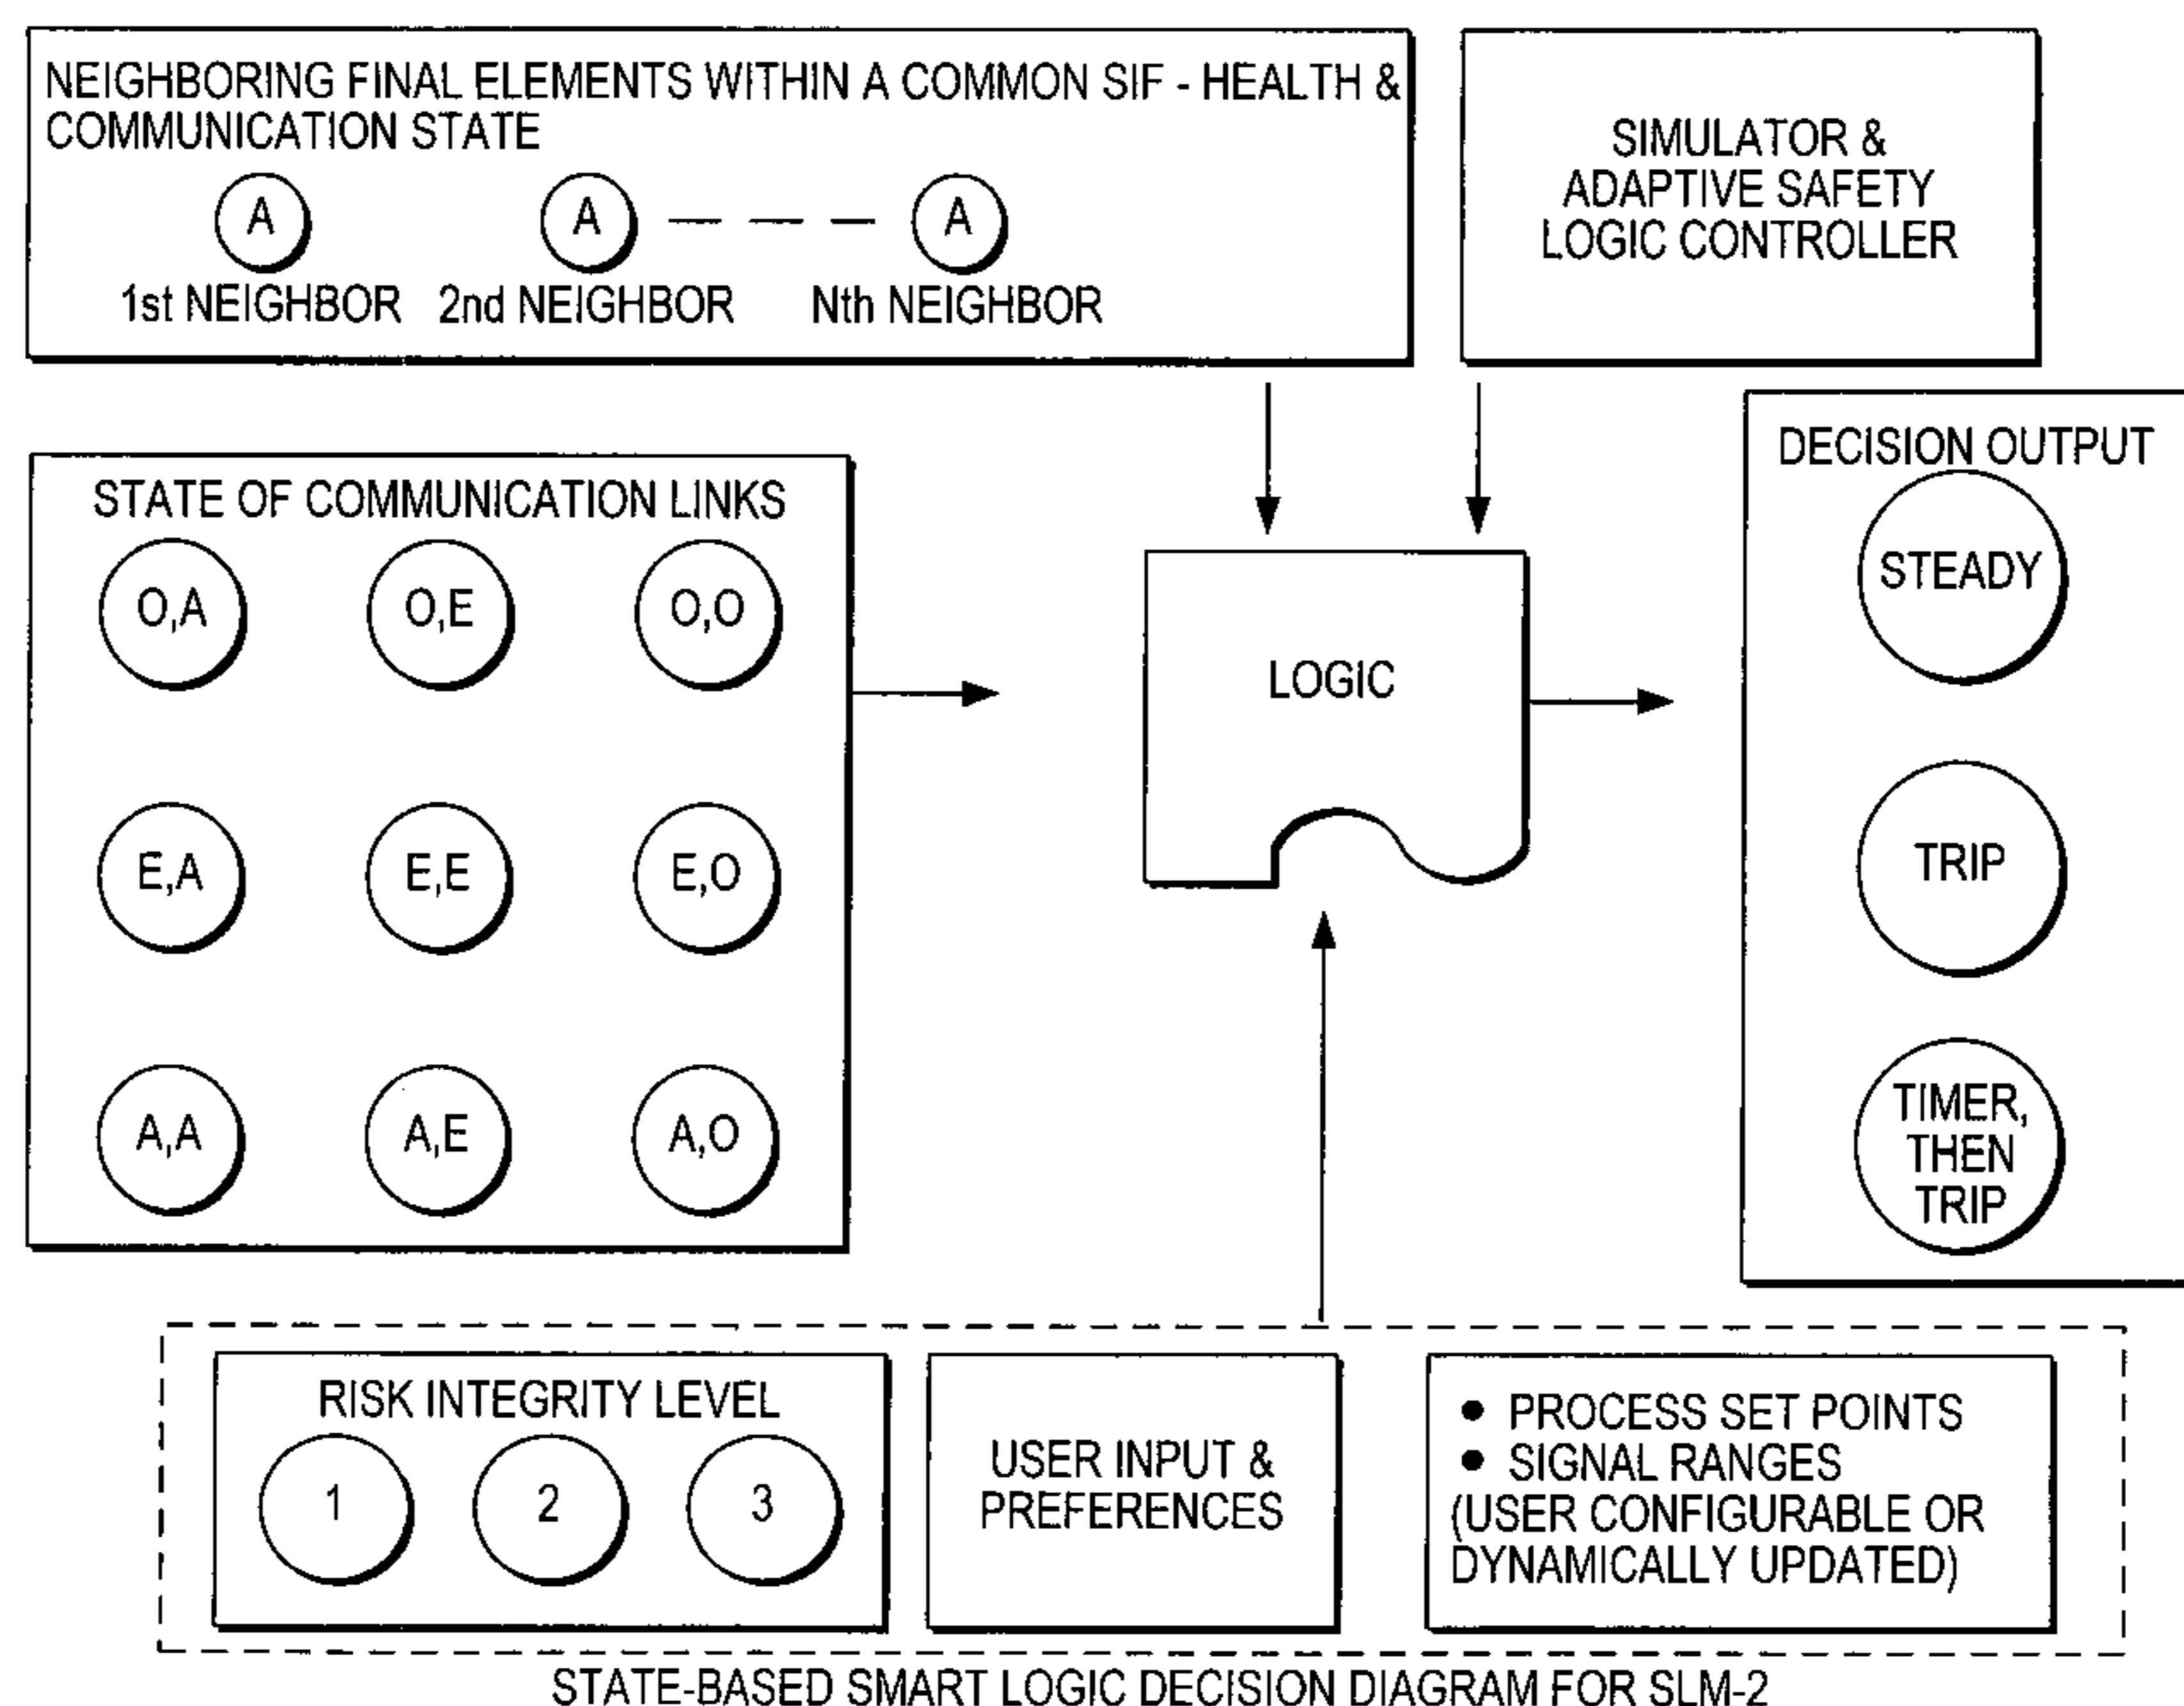 NEIGHBORING FINAL ELEMENTS WITHIN A COMMON SIF - HEALTH &
COMMUNICATION STATE
A
A
A
1st NEIGHBOR
2nd NEIGHBOR
Nth NEIGHBOR
SIMULATOR &
ADAPTIVE SAFETY
LOGIC CONTROLLER
STATE OF COMMUNICATION LINKS
O,A
O,E
O,O
E,A
E,E
E,O
A,A
A,E
A,O
LOGIC
DECISION OUTPUT
STEADY
TRIP
TIMER,
THEN
TRIP
RISK INTEGRITY LEVEL
1
2
3
USER INPUT &
PREFERENCES
• PROCESS SET POINTS
• SIGNAL RANGES
(USER CONFIGURABLE OR
DYNAMICALLY UPDATED)
STATE-BASED SMART LOGIC DECISION DIAGRAM FOR SLM-2